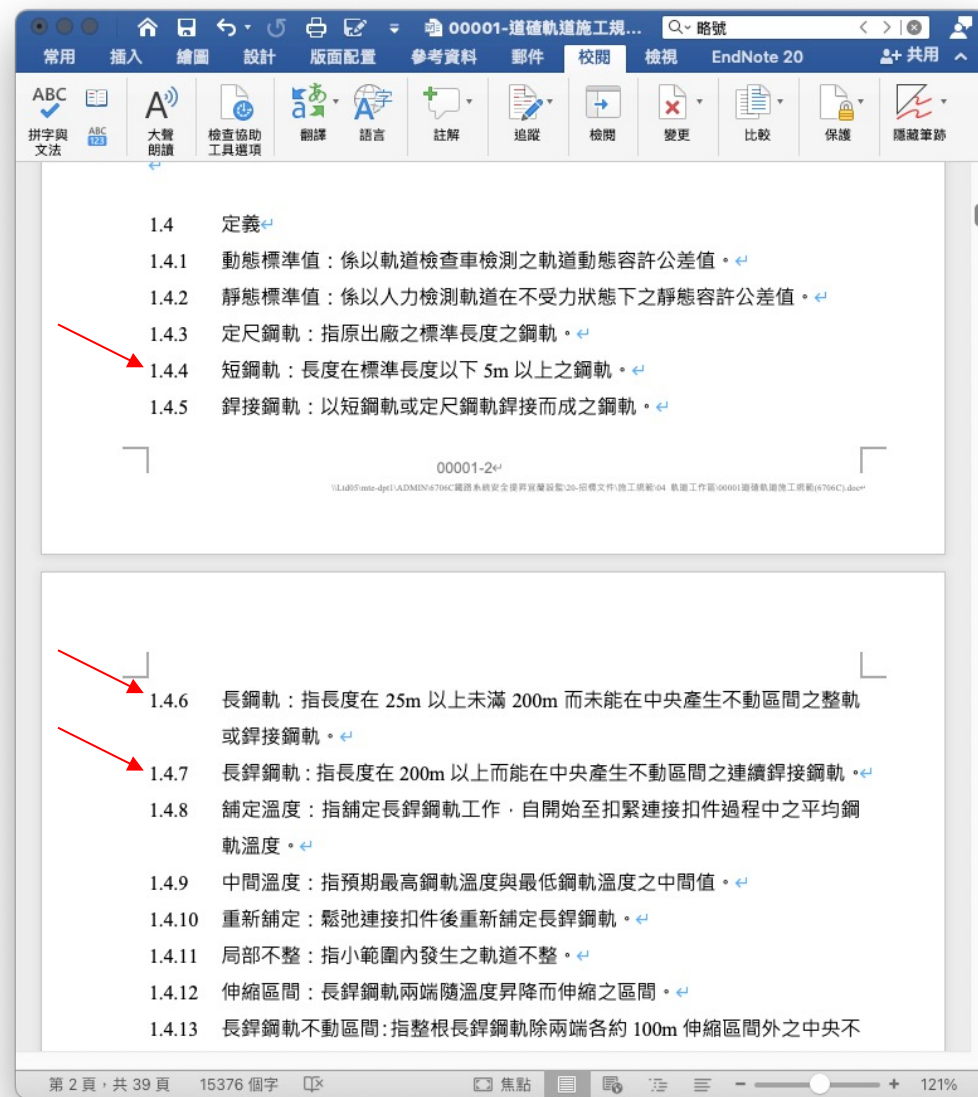 00001-道碴軌道施工規...
略號
常用 插入 繪圖 設計 版面配置 參考資料 郵件 校閱 檢視 EndNote 20 共用
ABC
ABC
123
A
あ
a
A字
拼字與
文法
大聲
朗讀
檢查協助
工具選項
翻譯
語言
註解
追蹤
檢閱
變更
比較
保護
隱藏筆跡
1.4 定義
1.4.1 動態標準值：係以軌道檢查車檢測之軌道動態容許公差值。
1.4.2 靜態標準值：係以人力檢測軌道在不受力狀態下之靜態容許公差值。
1.4.3 定尺鋼軌：指原出廠之標準長度之鋼軌。
1.4.4 短鋼軌：長度在標準長度以下 5m 以上之鋼軌。
1.4.5 銲接鋼軌：以短鋼軌或定尺鋼軌銲接而成之鋼軌。
00001-2
1.4.6 長鋼軌：指長度在 25m 以上未滿 200m 而未能在中央產生不動區間之整軌
或銲接鋼軌。
1.4.7 長銲鋼軌：指長度在 200m 以上而能在中央產生不動區間之連續銲接鋼軌。
1.4.8 舖定溫度：指舖定長銲鋼軌工作，自開始至扣緊連接扣件過程中之平均鋼
軌溫度。
1.4.9 中間溫度：指預期最高鋼軌溫度與最低鋼軌溫度之中間值。
1.4.10 重新舖定：鬆弛連接扣件後重新舖定長銲鋼軌。
1.4.11 局部不整：指小範圍內發生之軌道不整。
1.4.12 伸縮區間：長銲鋼軌兩端隨溫度昇降而伸縮之區間。
1.4.13 長銲鋼軌不動區間：指整根長銲鋼軌除兩端各約 100m 伸縮區間外之中央不
第 2 頁，共 39 頁 15376 個字 焦點 121%